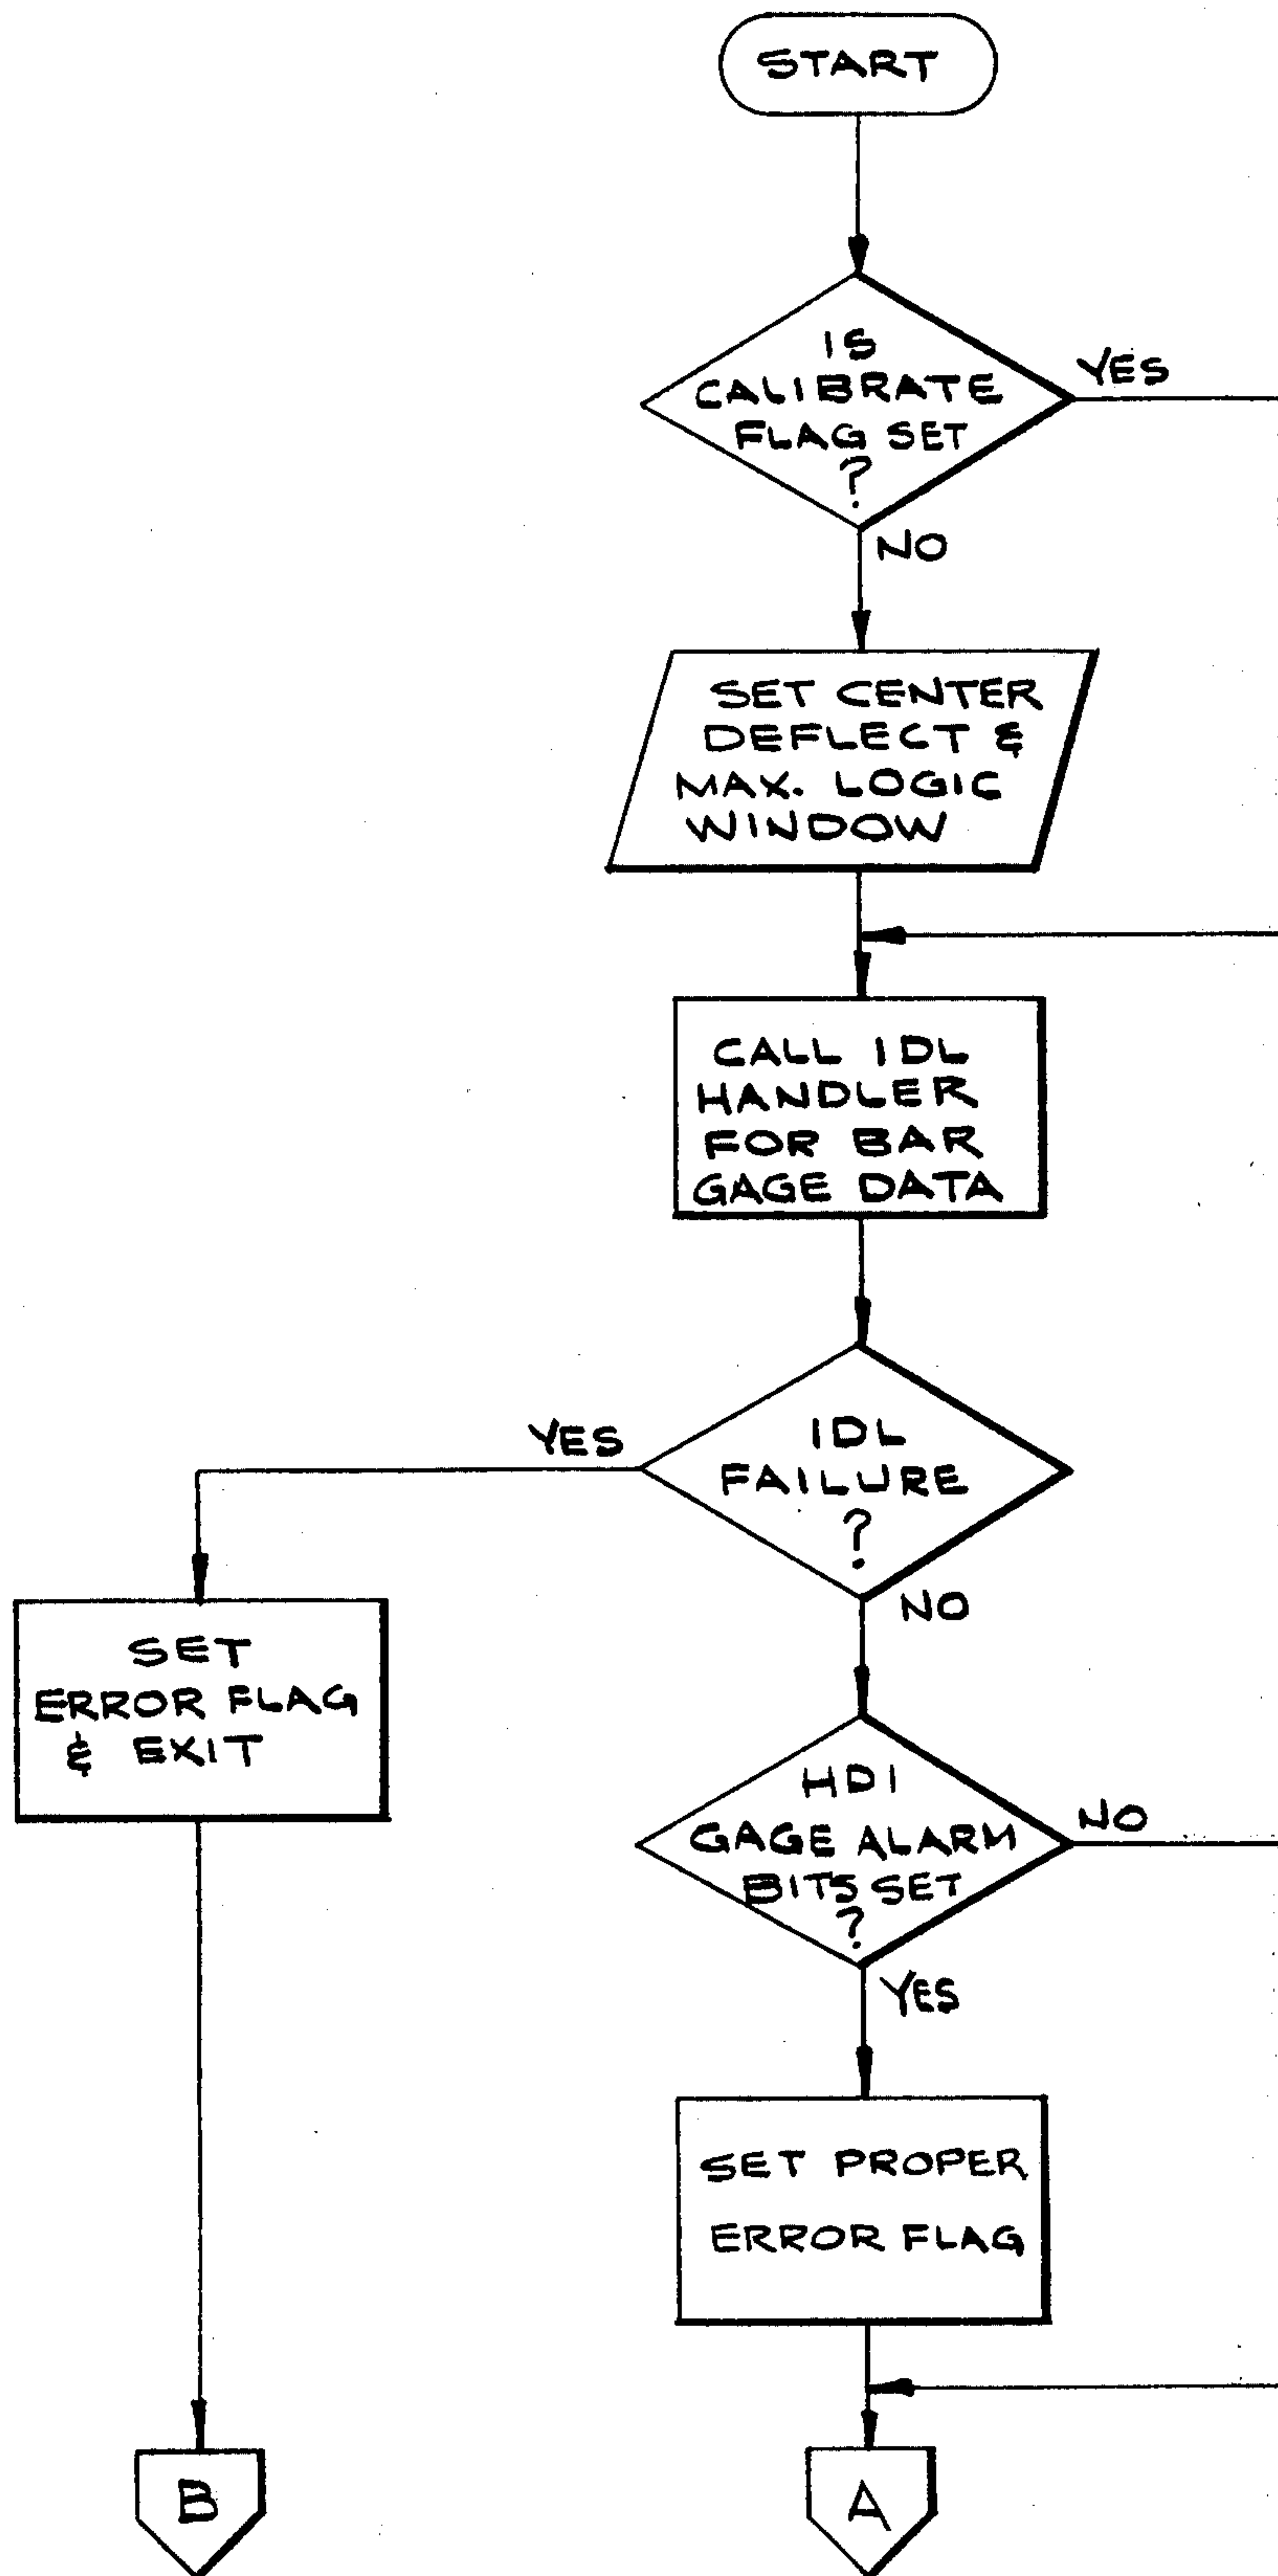 START
IS
CALIBRATE
FLAG SET
?
YES
NO
SET CENTER
DEFLECT &
MAX. LOGIC
WINDOW
CALL IDL
HANDLER
FOR BAR
GAGE DATA
IDL
FAILURE
?
YES
NO
SET
ERROR FLAG
& EXIT
HDI
GAGE ALARM
BITS SET
?
NO
YES
SET PROPER
ERROR FLAG
B
A